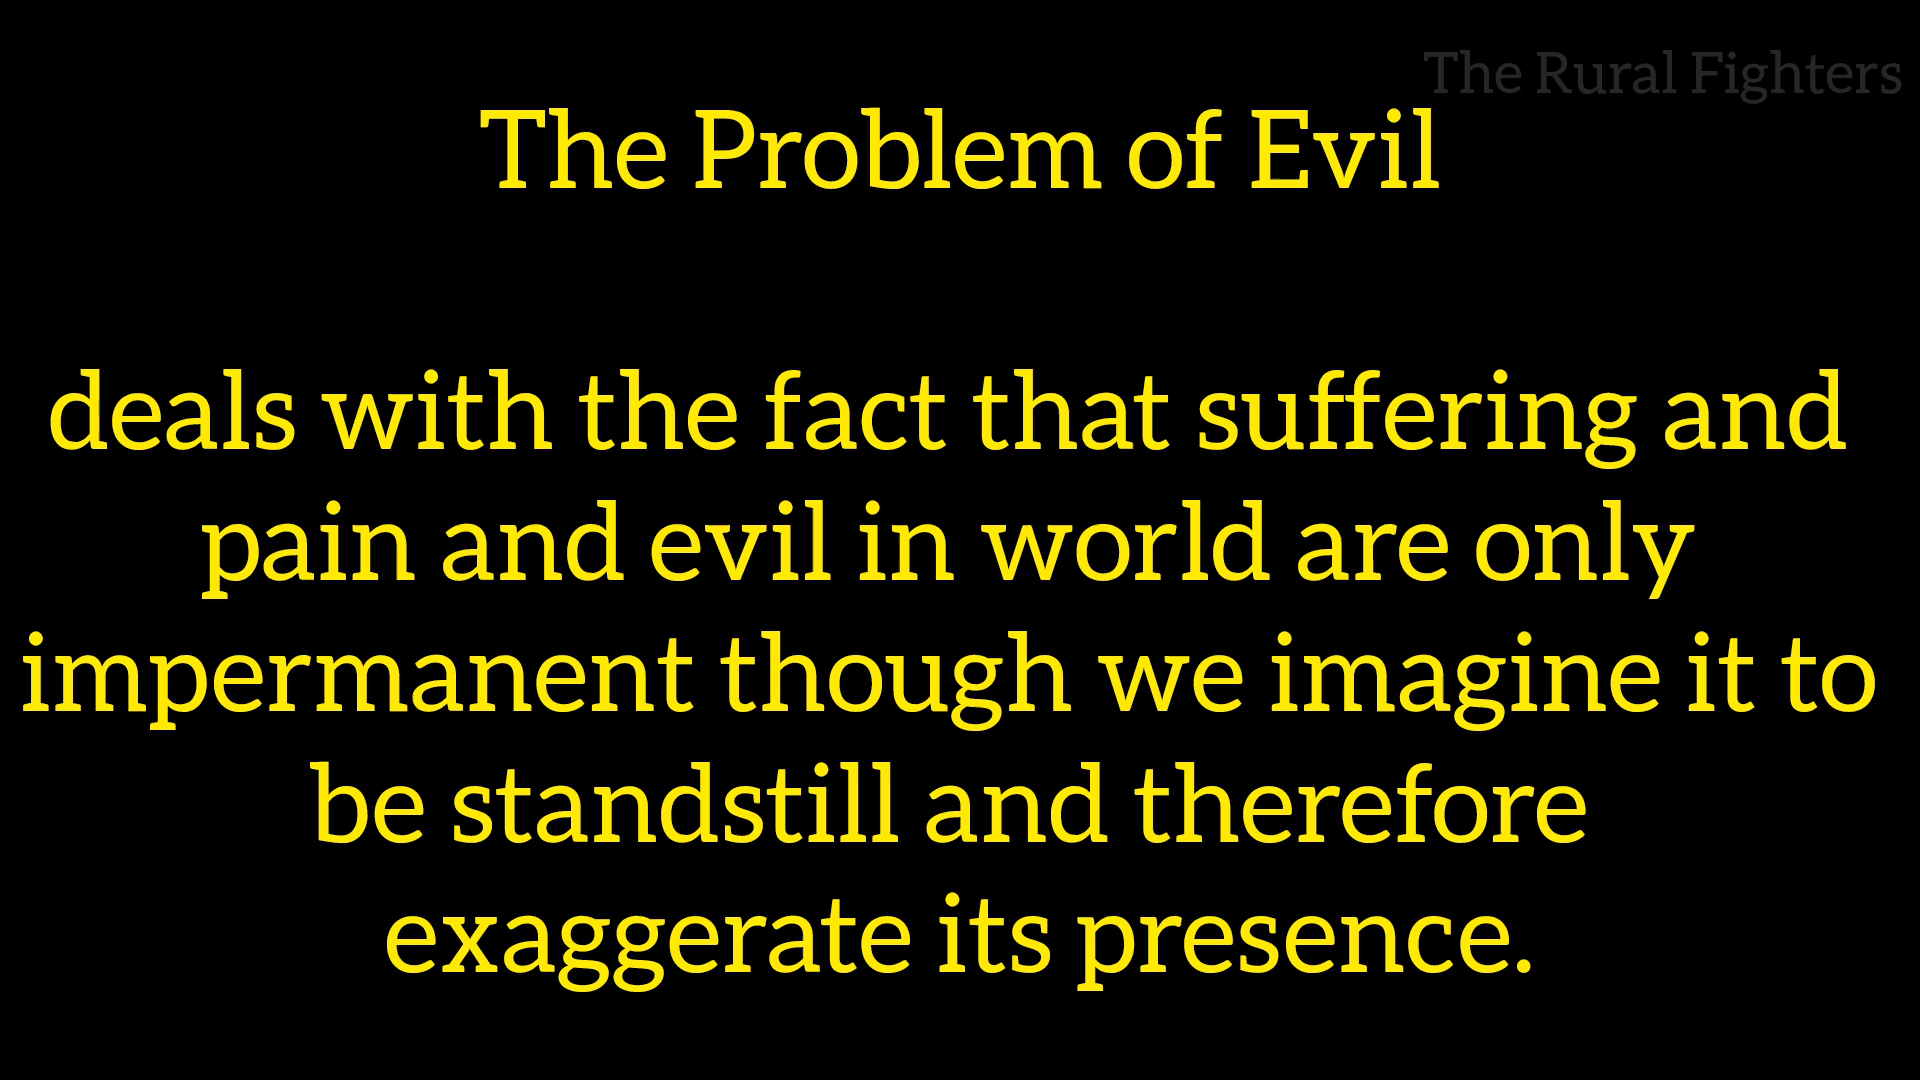 The Rural Fighters
The Problem of Evil
deals with the fact that suffering and
pain and evil in world are only
impermanent though we imagine it to
be standstill and therefore
exaggerate its presence.